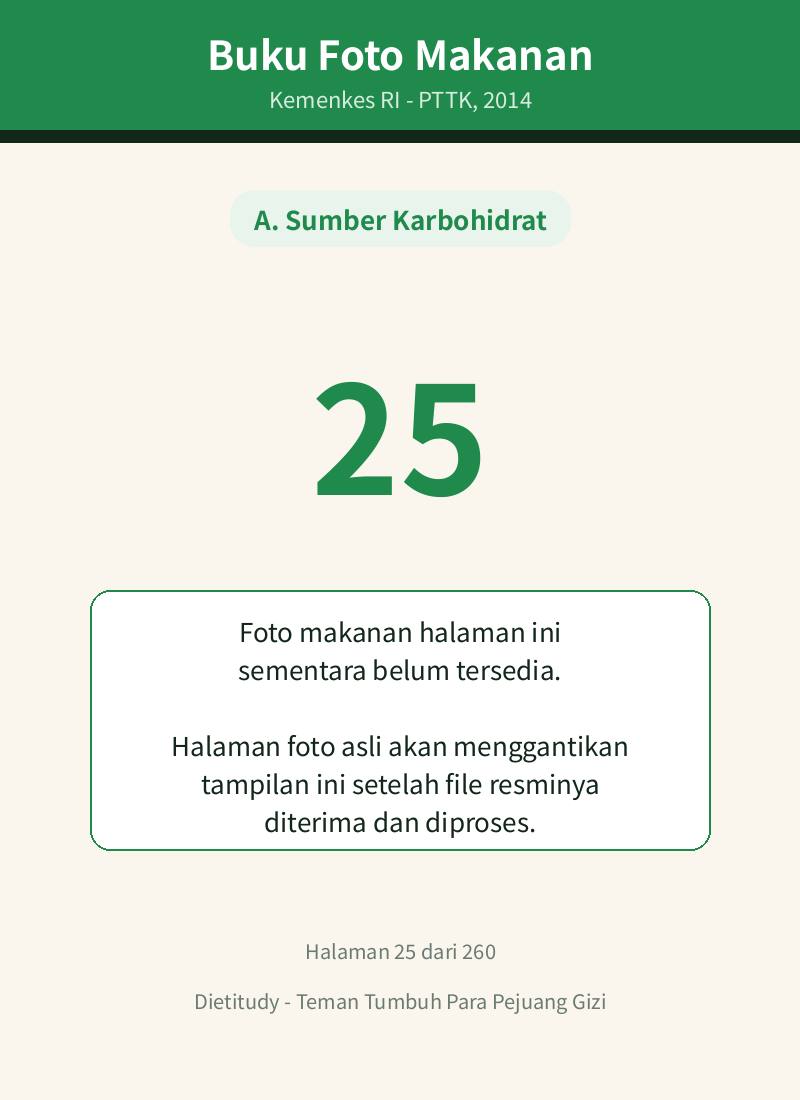 Buku Foto Makanan
Kemenkes RI - PTTK, 2014
A. Sumber Karbohidrat
25
Foto makanan halaman ini
sementara belum tersedia.
Halaman foto asli akan menggantikan
tampilan ini setelah file resminya
diterima dan diproses.
Halaman 25 dari 260
Dietitudy - Teman Tumbuh Para Pejuang Gizi